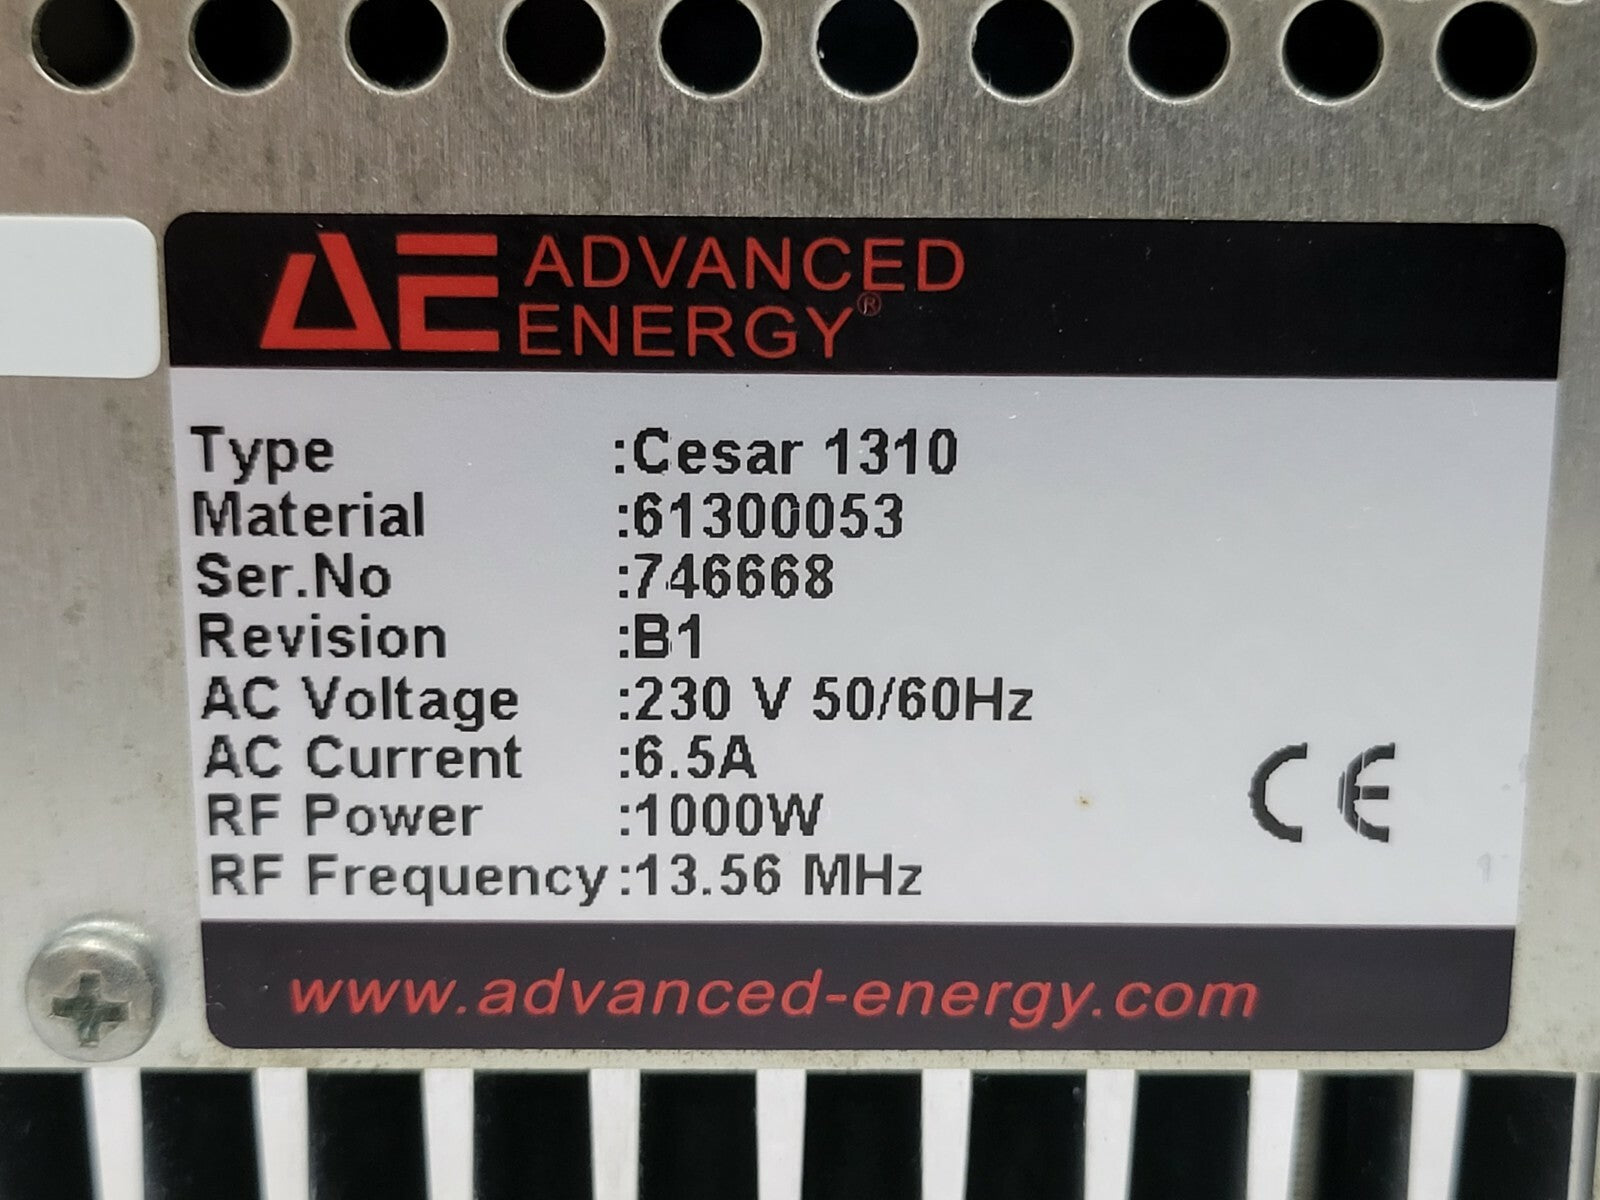 AE ADVANCED
ENERGY®
Type :Cesar 1310
Material :61300053
Ser.No :746668
Revision :B1
AC Voltage :230 V 50/60Hz
AC Current :6.5A
RF Power :1000W
RF Frequency :13.56 MHz
CE
www.advanced-energy.com